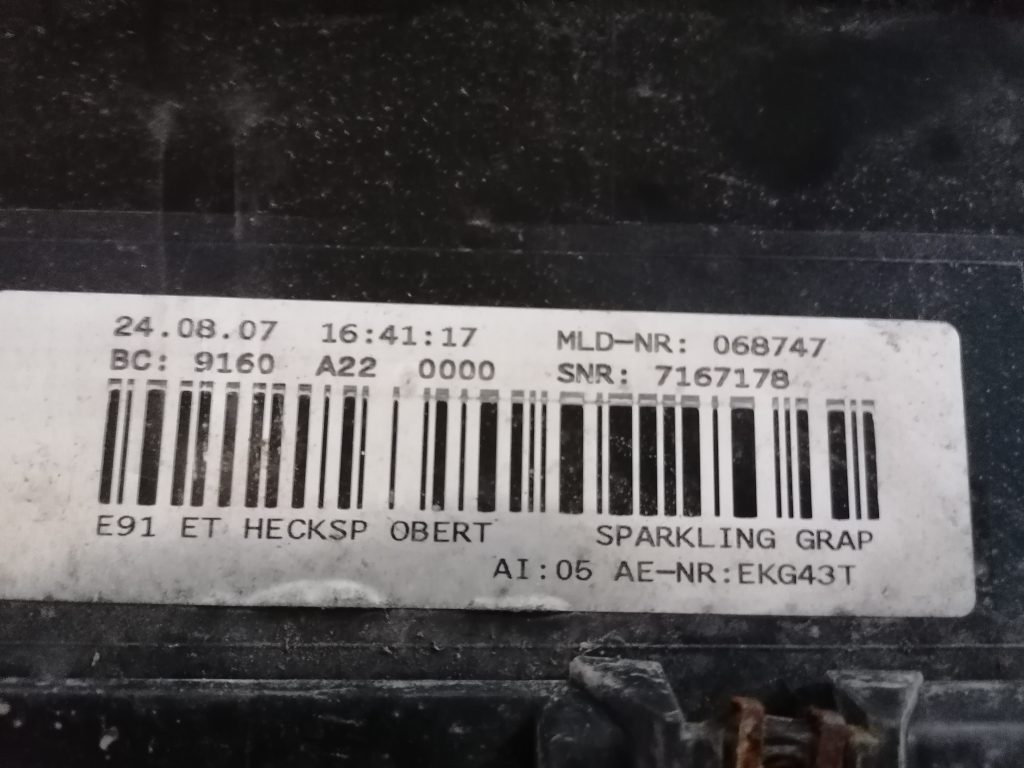 24.08.07 16:41:17 MLD-NR: 068747
BC: 9160 A22 0000 SNR: 7167178
E91 ET HECKSP OBERT SPARKLING GRAP
AI:05 AE-NR:EKG43T